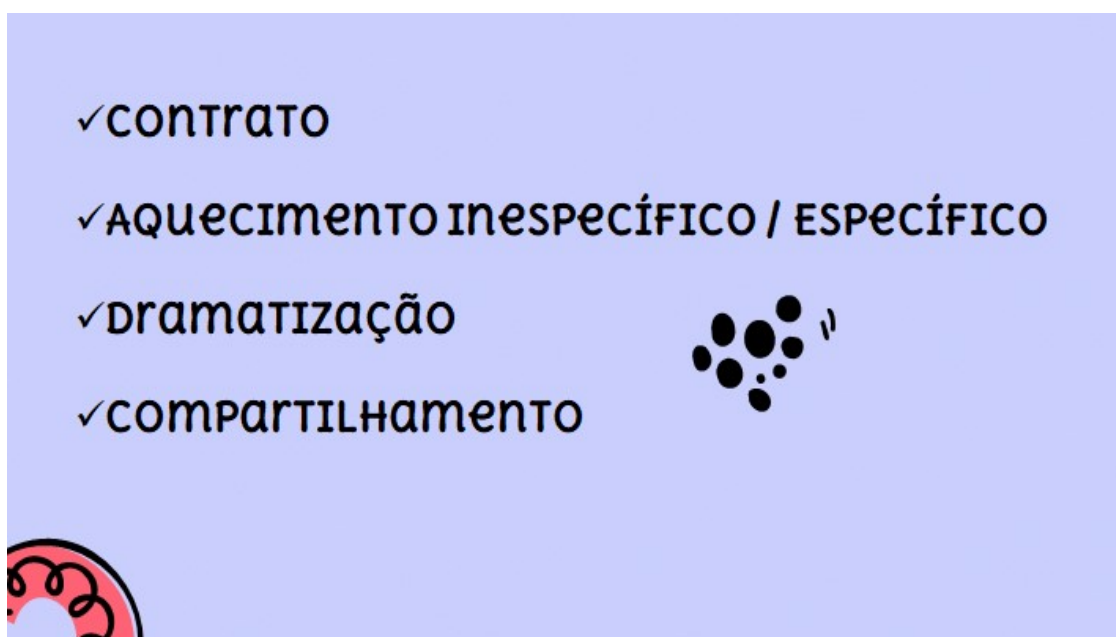 ✓Contrato
✓Aquecimento Inespecífico / Específico
✓Dramatização
✓Compartilhamento